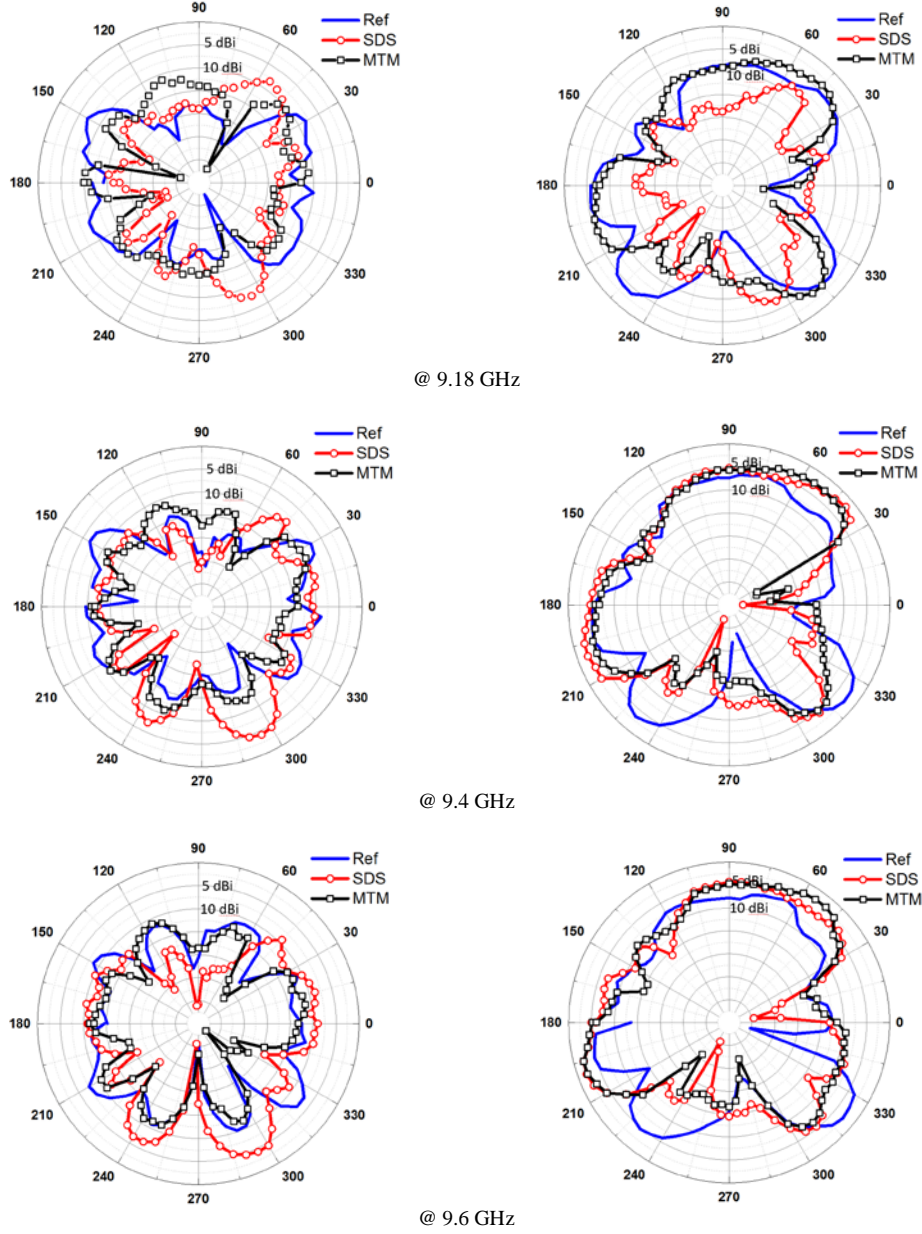 90
120 60
150 30
180 0
210 330
240 300
270
5 dBi
10 dBi
Ref
SDS
MTM
90
120 60
150 30
180 0
210 330
240 300
270
5 dBi
10 dBi
Ref
SDS
MTM
@ 9.18 GHz
90
120 60
150 30
180 0
210 330
240 300
270
5 dBi
10 dBi
Ref
SDS
MTM
90
120 60
150 30
180 0
210 330
240 300
270
5 dBi
10 dBi
Ref
SDS
MTM
@ 9.4 GHz
90
120 60
150 30
180 0
210 330
240 300
270
5 dBi
10 dBi
Ref
SDS
MTM
90
120 60
150 30
180 0
210 330
240 300
270
5 dBi
10 dBi
Ref
SDS
MTM
@ 9.6 GHz